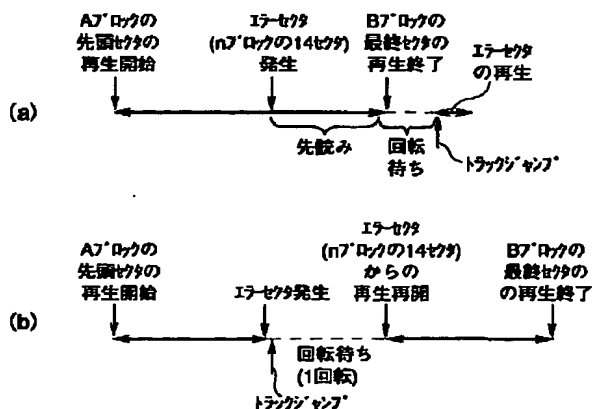 (a)
Aブロックの
先頭セクタの
再生開始
エラーセクタ
(nブロックの14セクタ)
発生
Bブロックの
最終セクタの
再生終了
エラーセクタ
の再生
先読み
回転
待ち
トラックジャンプ
(b)
Aブロックの
先頭セクタの
再生開始
エラーセクタ発生
エラーセクタ
(nブロックの14セクタ)
からの
再生再開
Bブロックの
最終セクタの
の再生終了
回転待ち
(1回転)
トラックジャンプ